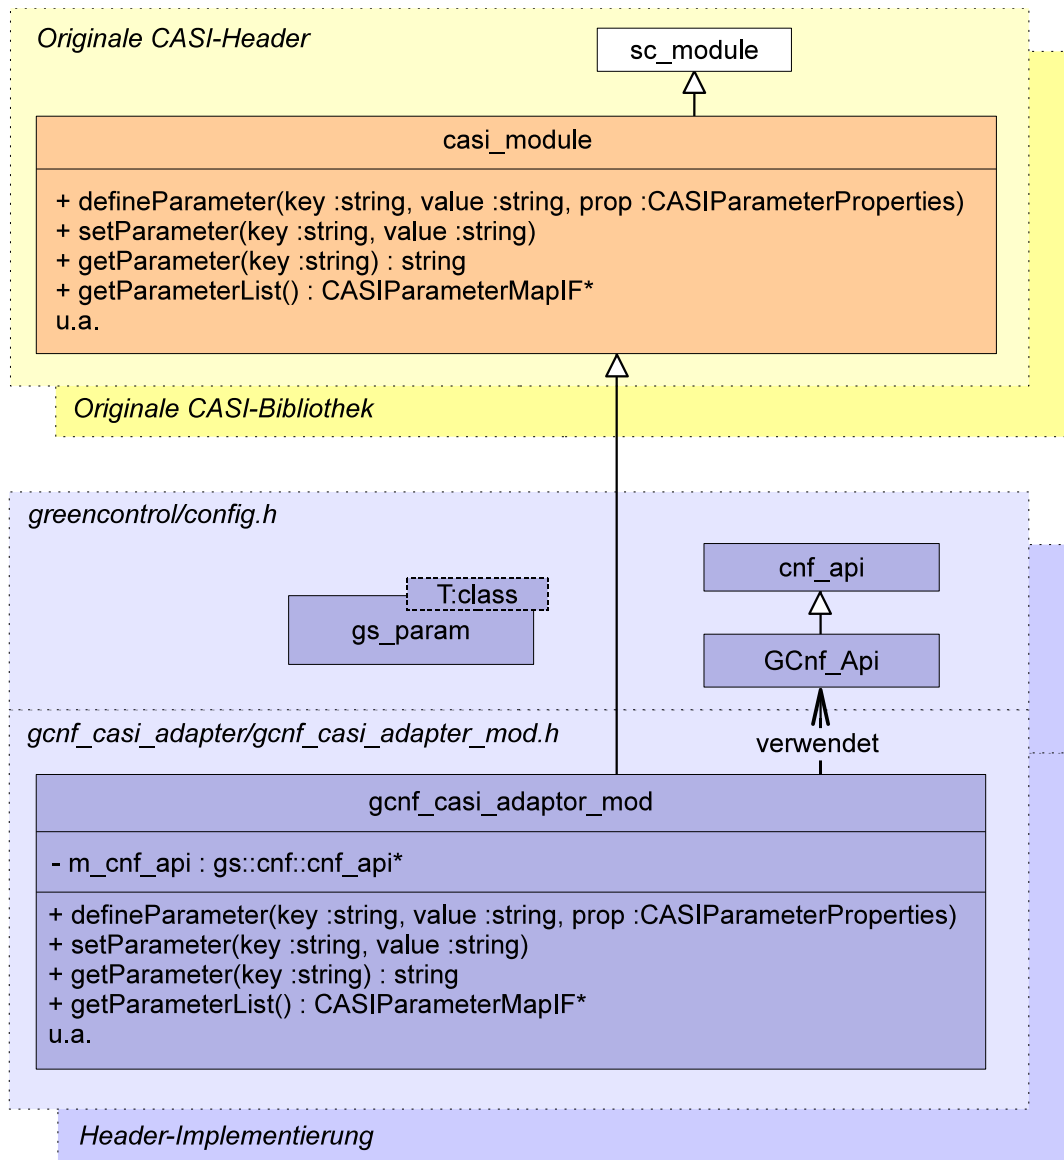 Originale CASI-Header
sc_module
casi_module
+ defineParameter(key :string, value :string, prop :CASIParameterProperties)
+ setParameter(key :string, value :string)
+ getParameter(key :string) : string
+ getParameterList() : CASIParameterMapIF*
u.a.
Originale CASI-Bibliothek
greencontrol/config.h
cnf_api
T:class
gs_param
GCnf_Api
gcnf_casi_adapter/gcnf_casi_adapter_mod.h
verwendet
gcnf_casi_adaptor_mod
- m_cnf_api : gs::cnf::cnf_api*
+ defineParameter(key :string, value :string, prop :CASIParameterProperties)
+ setParameter(key :string, value :string)
+ getParameter(key :string) : string
+ getParameterList() : CASIParameterMapIF*
u.a.
Header-Implementierung